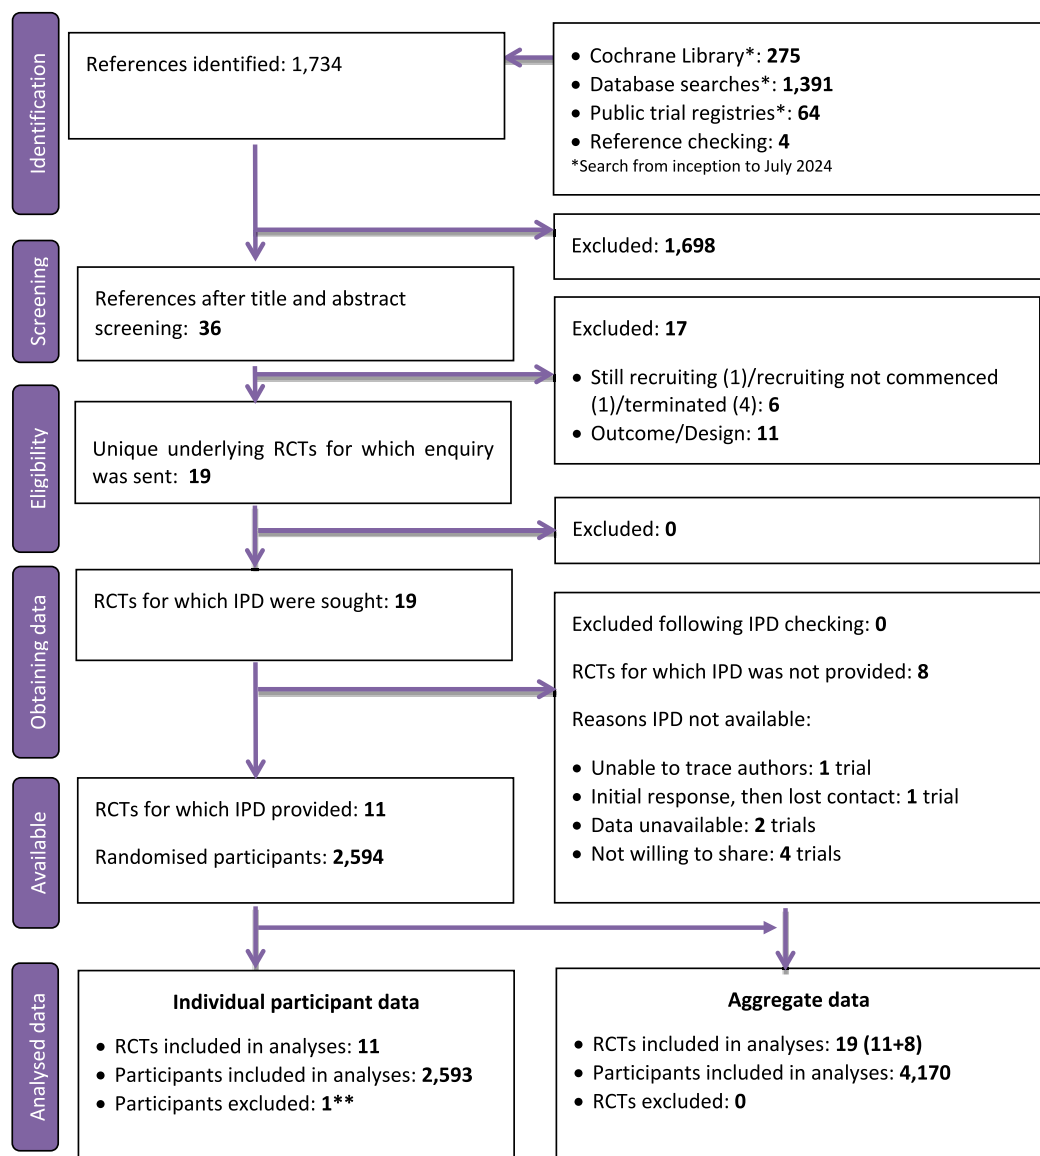 Identification
References identified: 1,734
• Cochrane Library*: 275
• Database searches*: 1,391
• Public trial registries*: 64
• Reference checking: 4
*Search from inception to July 2024
Excluded: 1,698
Screening
References after title and abstract
screening: 36
Excluded: 17
• Still recruiting (1)/recruiting not commenced
(1)/terminated (4): 6
• Outcome/Design: 11
Eligibility
Unique underlying RCTs for which enquiry
was sent: 19
Excluded: 0
Obtaining data
RCTs for which IPD were sought: 19
Excluded following IPD checking: 0
RCTs for which IPD was not provided: 8
Reasons IPD not available:
• Unable to trace authors: 1 trial
• Initial response, then lost contact: 1 trial
• Data unavailable: 2 trials
• Not willing to share: 4 trials
Available
RCTs for which IPD provided: 11
Randomised participants: 2,594
Analysed data
Individual participant data
• RCTs included in analyses: 11
• Participants included in analyses: 2,593
• Participants excluded: 1**
Aggregate data
• RCTs included in analyses: 19 (11+8)
• Participants included in analyses: 4,170
• RCTs excluded: 0